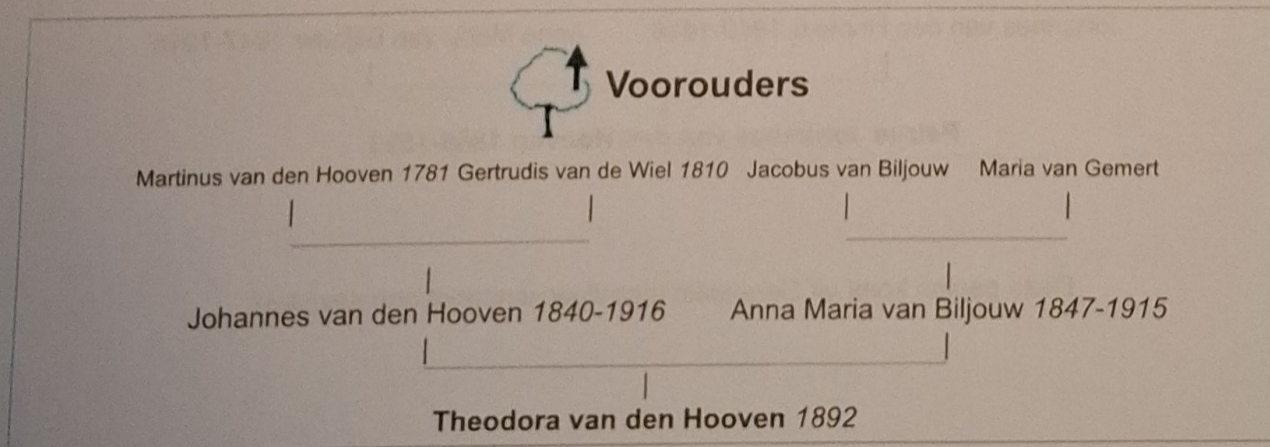 Voorouders
Martinus van den Hooven 1781 Gertrudis van de Wiel 1810 Jacobus van Biljouw Maria van Gemert
Johannes van den Hooven 1840-1916 Anna Maria van Biljouw 1847-1915
Theodora van den Hooven 1892